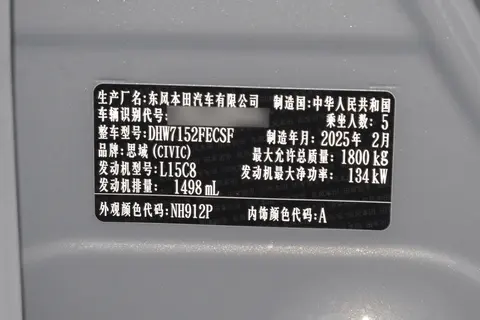 生产厂名:东风本田汽车有限公司 制造国:中华人民共和国
车辆识别代号: 乘坐人数: 5
整车型号:DHW7152FECSF 制造年月: 2025年 2月
品牌: 思域 (CIVIC) 最大允许总质量: 1800 kg
发动机型号: L15C8 发动机最大净功率: 134 kW
发动机排量: 1498 mL
外观颜色代码: NH912P 内饰颜色代码: A